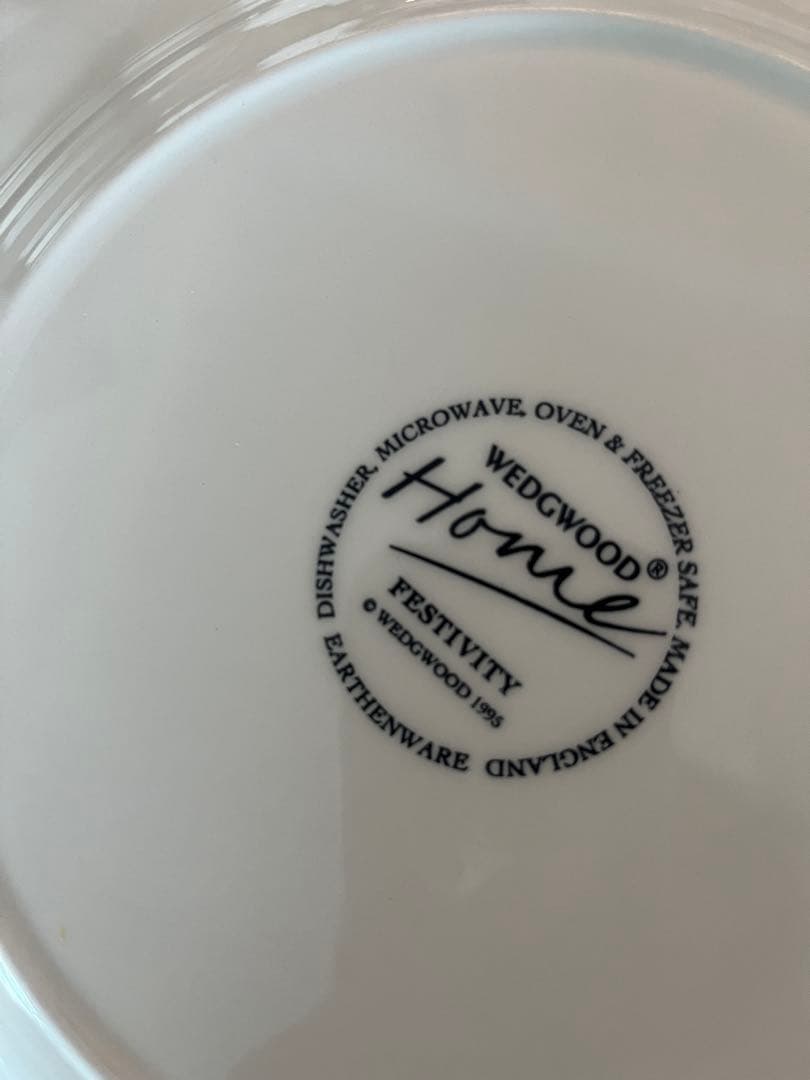 DISHWASHER, MICROWAVE, OVEN & FREEZER SAFE. MADE IN ENGLAND
WEDGWOOD®
Home
FESTIVITY
© WEDGWOOD 1995
EARTHENWARE